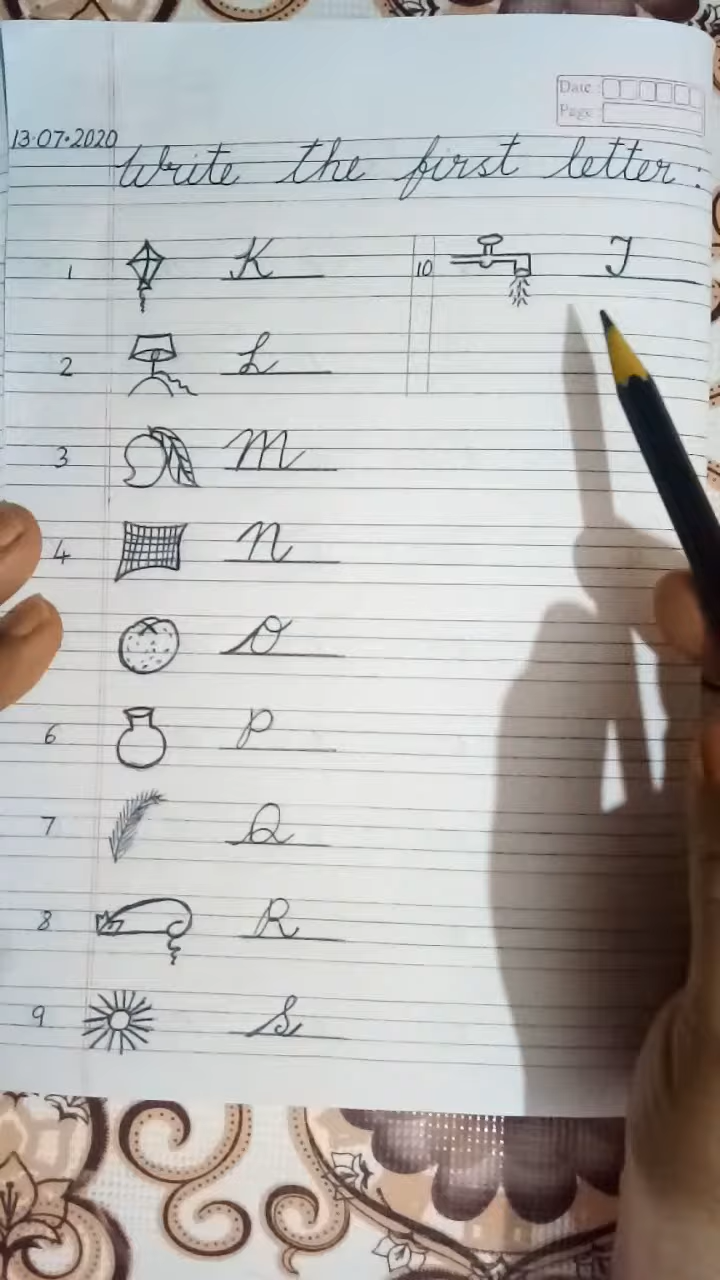 Date :
Page :
13.07.2020
Write the first letter :
1 K
2 L
3 M
4 N
O
6 P
7 Q
8 R
9 S
10 T